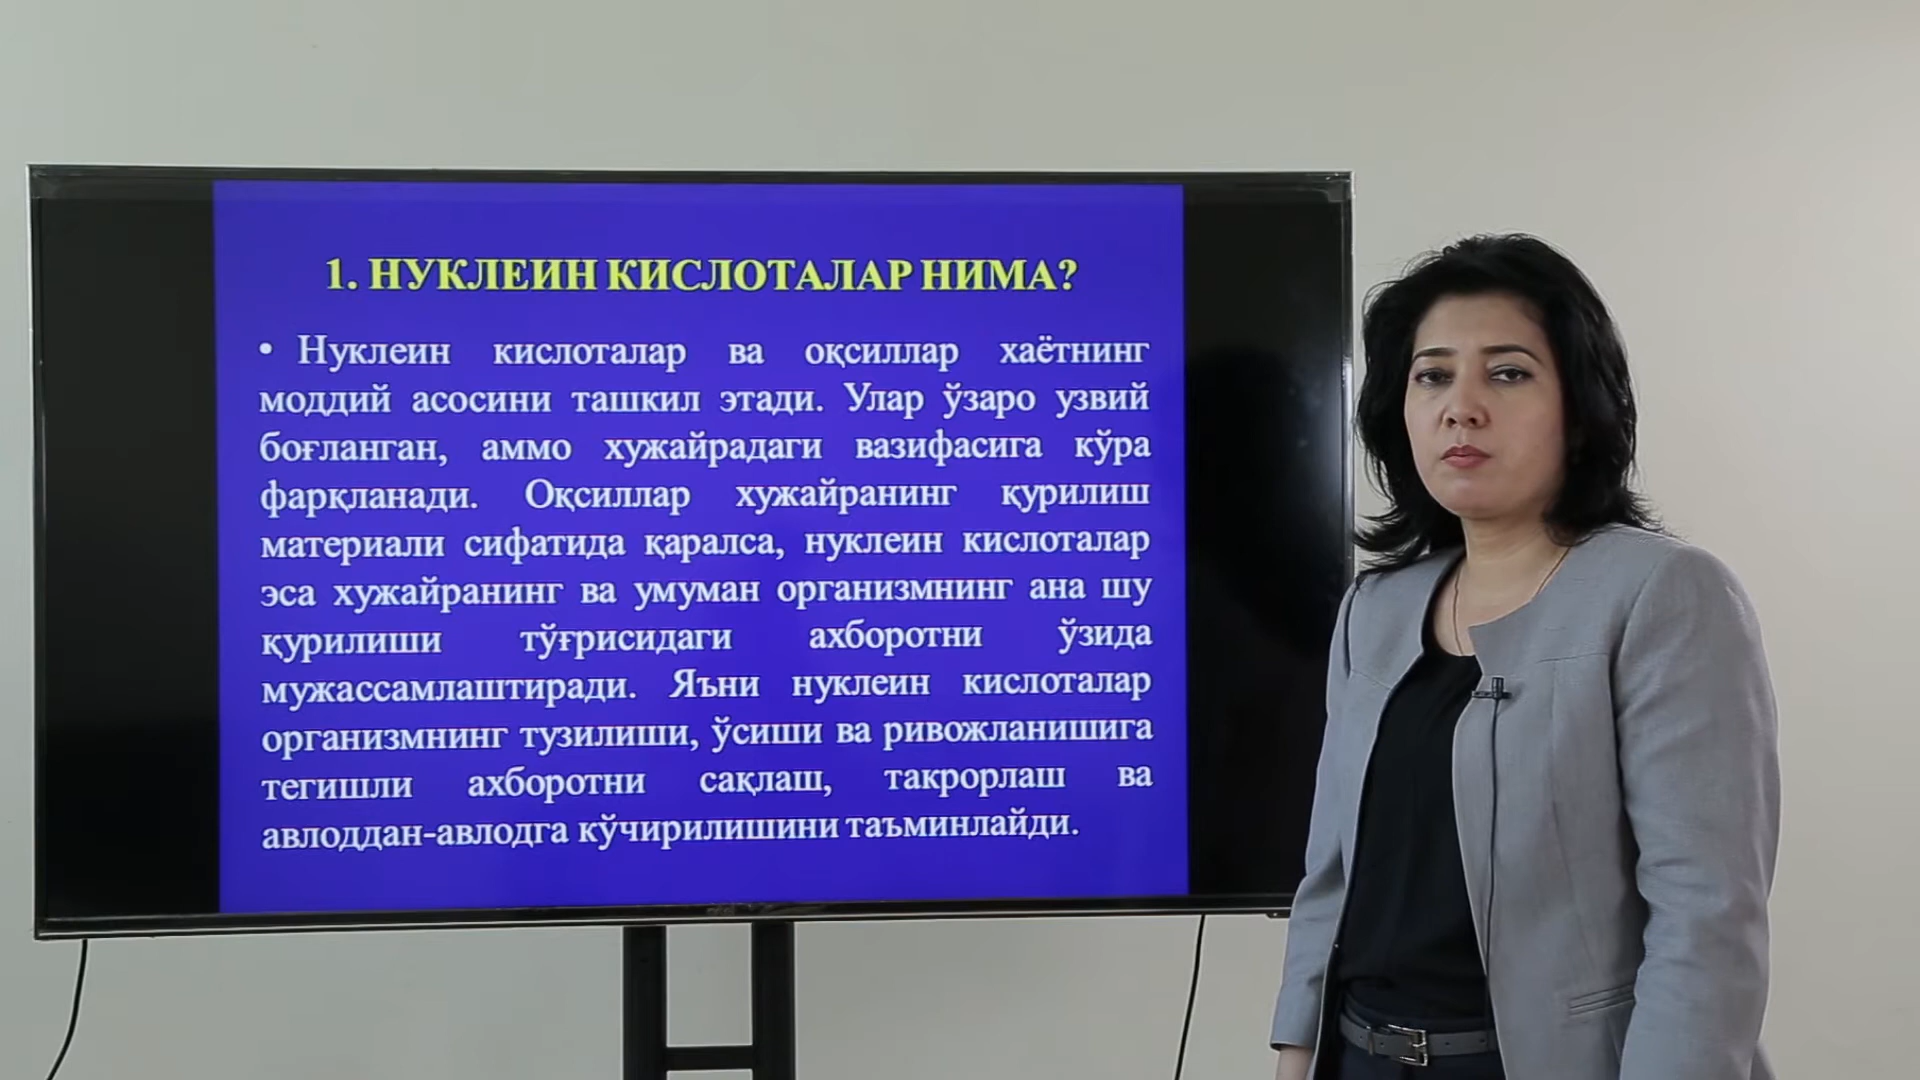 1. НУКЛЕИН КИСЛОТАЛАР НИМА?
• Нуклеин кислоталар ва оқсиллар хаётнинг
моддий асосини ташкил этади. Улар ўзаро узвий
боғланган, аммо хужайрадаги вазифасига кўра
фарқланади. Оқсиллар хужайранинг қурилиш
материали сифатида қаралса, нуклеин кислоталар
эса хужайранинг ва умуман организмнинг ана шу
қурилиши тўғрисидаги ахборотни ўзида
мужассамлаштиради. Яъни нуклеин кислоталар
организмнинг тузилиши, ўсиши ва ривожланишига
тегишли ахборотни сақлаш, такрорлаш ва
авлоддан-авлодга кўчирилишини таъминлайди.